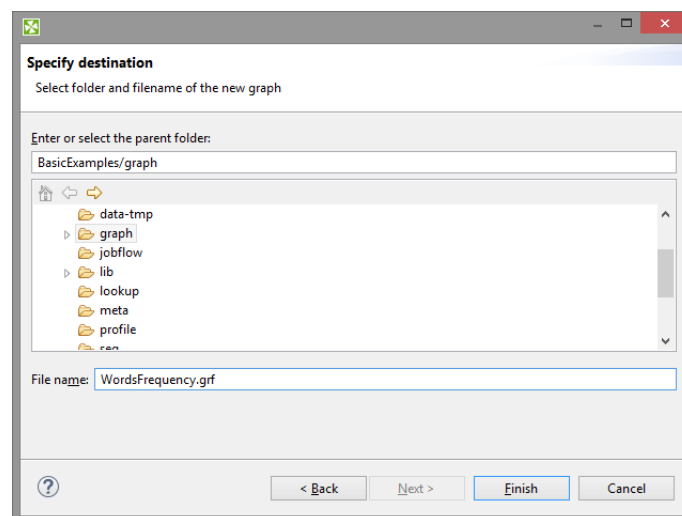 Specify destination
Select folder and filename of the new graph
Enter or select the parent folder:
BasicExamples/graph
data-tmp
graph
jobflow
lib
lookup
meta
profile
seq
File name: WordsFrequency.grf
?
< Back Next > Finish Cancel